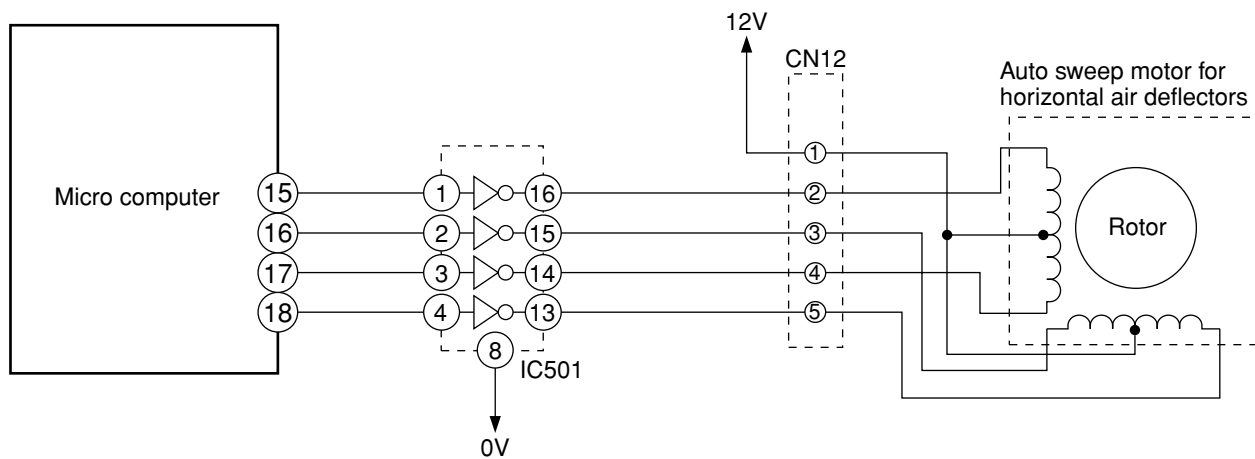 12V
CN12
Auto sweep motor for
horizontal air deflectors
Micro computer
15
16
17
18
1
2
3
4
16
15
14
13
8
IC501
0V
1
2
3
4
5
Rotor